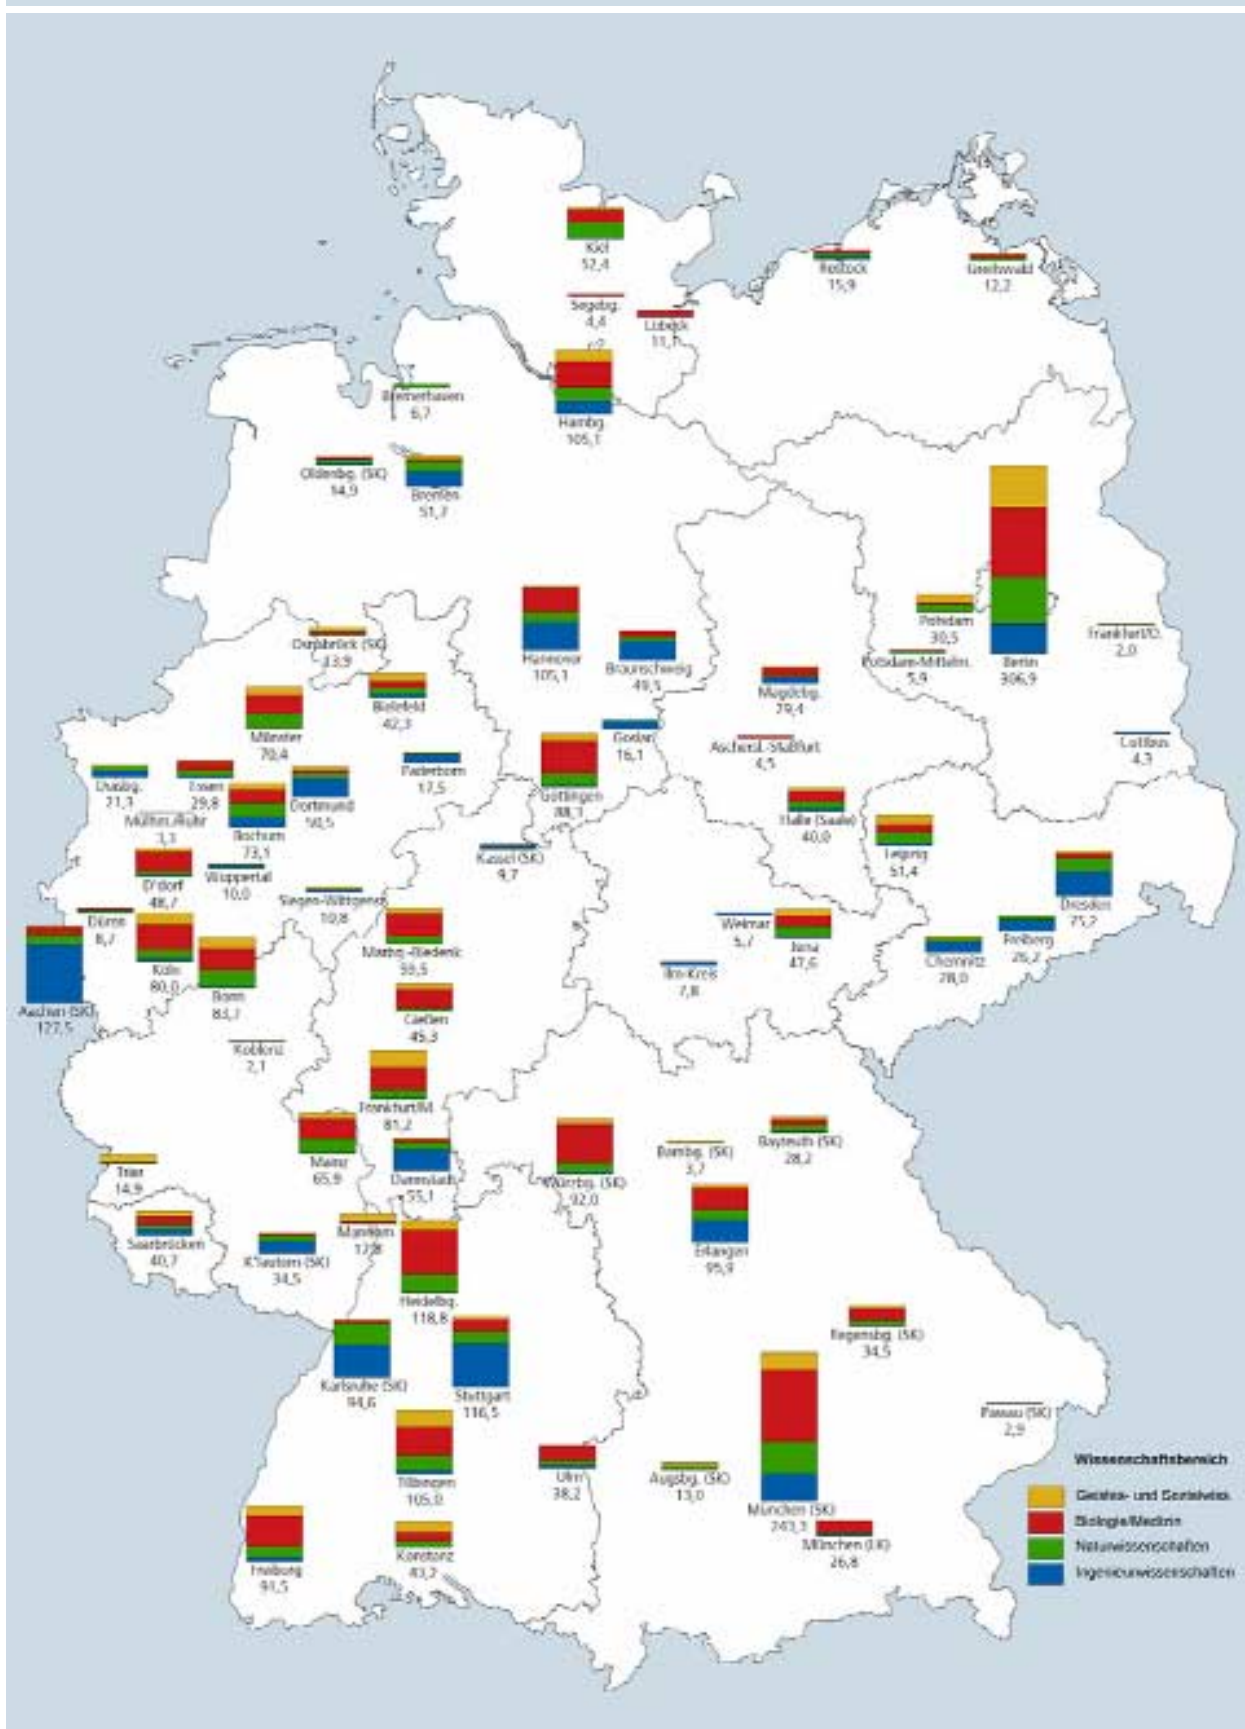 Kiel
52,4
Rostock
15,9
Greifswald
12,2
Segebg.
4,4
Lübeck
11,1
Bremerhaven
6,7
Hambg.
105,1
Oldenbg. (SK)
14,9
Bremen
51,2
Potsdam
30,5
Frankfurt/O.
2,0
Potsdam-Mittelm.
5,9
Berlin
306,9
Osnabrück (SK)
13,9
Hannover
105,1
Braunschweig
49,5
Magdebg.
29,4
Bielefeld
42,3
Münster
70,4
Goslar
16,1
Aschersl.-Staßfurt
4,5
Cottbus
4,3
Paderborn
17,5
Duisbg.
21,3
Essen
29,8
Dortmund
50,5
Göttingen
88,1
Mülhm./Ruhr
Bochum
73,1
Halle (Saale)
40,0
Leipzig
51,4
Kassel (SK)
9,7
D'dorf
48,7
Wuppertal
10,0
Siegen-Wittgenst.
10,8
Dresden
75,2
Düren
8,7
Köln
80,0
Bonn
83,7
Marbg.-Biedenk.
59,5
Weimar
5,7
Jena
47,6
Freiberg
26,2
Chemnitz
28,0
Ilm-Kreis
7,8
Aachen (SK)
127,5
Gießen
45,3
Koblenz
2,1
Frankfurt/M.
81,2
Mainz
65,9
Darmstadt
55,1
Würzbg. (SK)
92,0
Bambg. (SK)
3,7
Bayreuth (SK)
28,2
Trier
14,9
Saarbrücken
40,7
K'lautern (SK)
34,5
Mannhm.
17,8
Erlangen
95,9
Heidelbg.
118,8
Regensbg. (SK)
34,5
Karlsruhe (SK)
94,6
Stuttgart
116,5
Passau (SK)
2,9
Tübingen
105,0
Ulm
38,2
Augsbg. (SK)
13,0
München (SK)
243,3
München (LK)
26,8
Freiburg
91,5
Konstanz
43,2
Wissenschaftsbereich
Geistes- und Sozialwiss.
Biologie/Medizin
Naturwissenschaften
Ingenieurwissenschaften